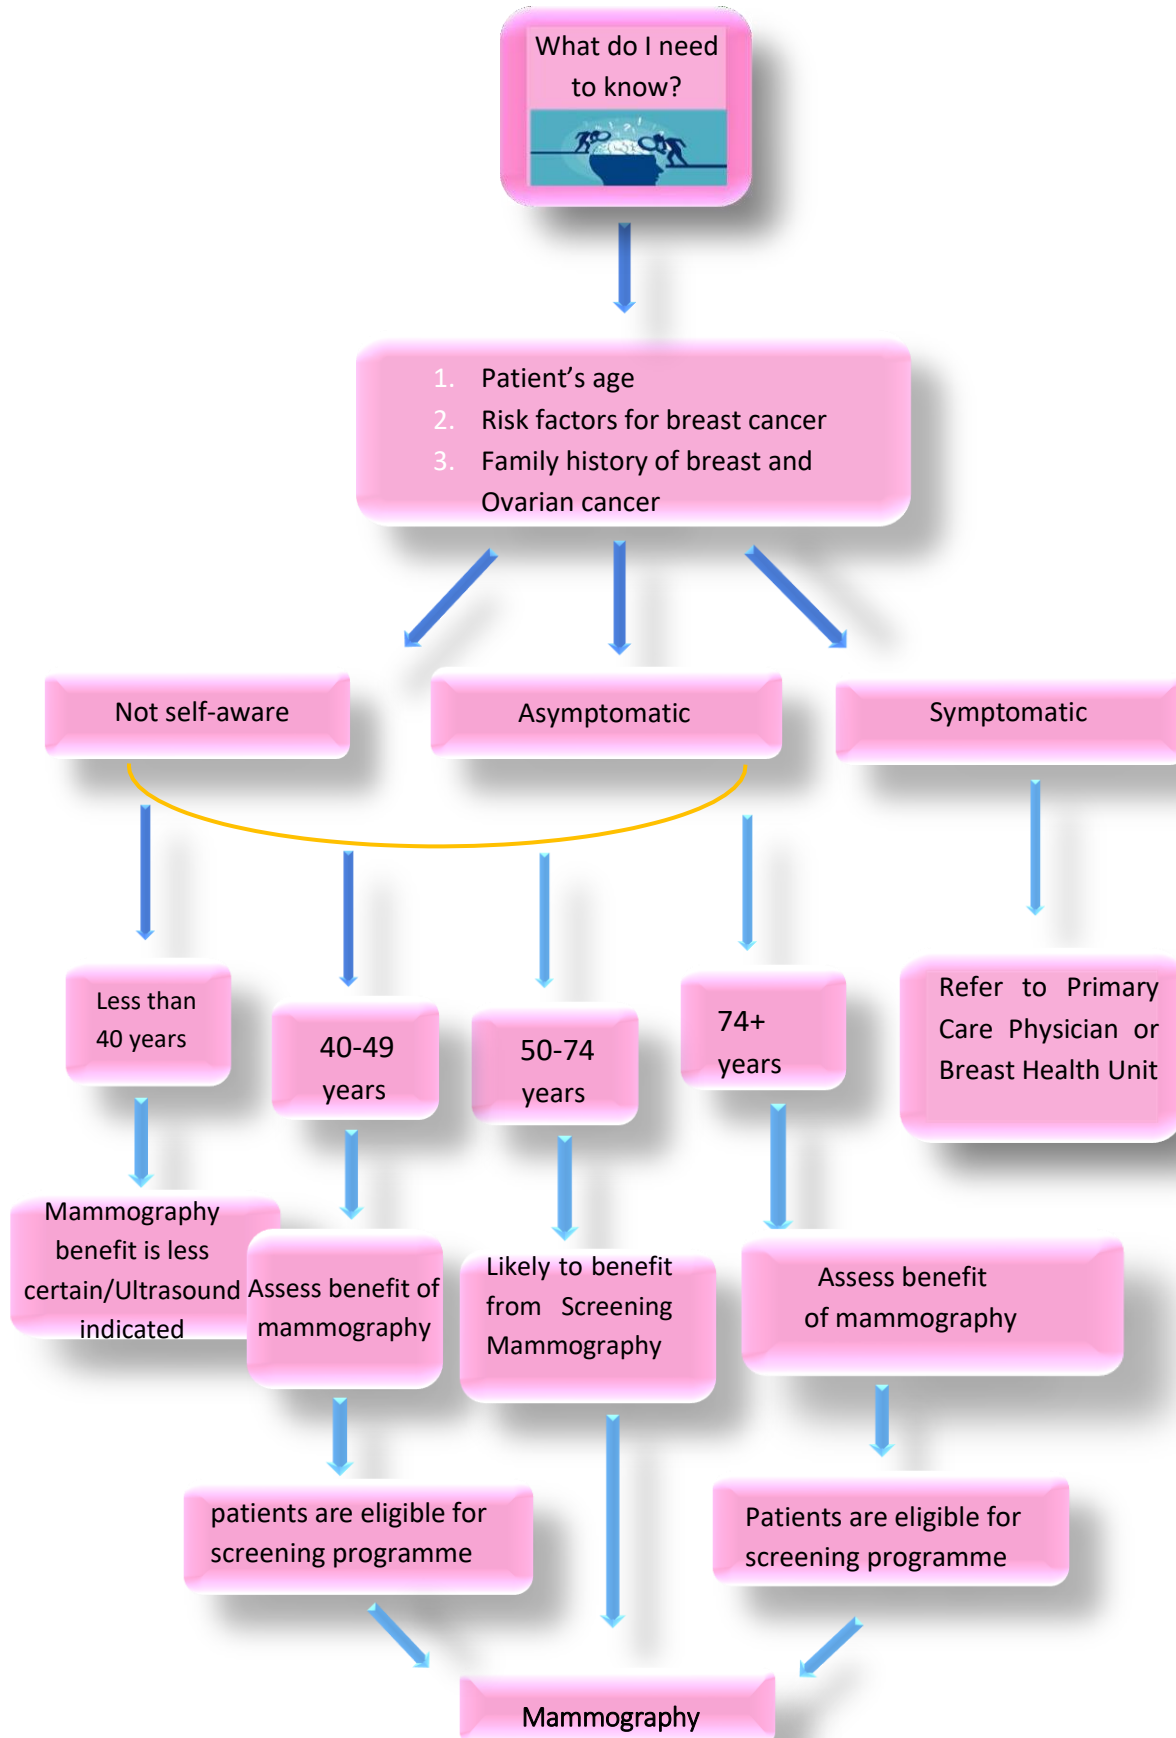 What do I need
to know?
1. Patient’s age
2. Risk factors for breast cancer
3. Family history of breast and
Ovarian cancer
Not self-aware
Asymptomatic
Symptomatic
Less than
40 years
40-49
years
50-74
years
74+
years
Refer to Primary
Care Physician or
Breast Health Unit
Mammography
benefit is less
certain/Ultrasound
indicated
Assess benefit of
mammography
Likely to benefit
from Screening
Mammography
Assess benefit
of mammography
patients are eligible for
screening programme
Patients are eligible for
screening programme
Mammography